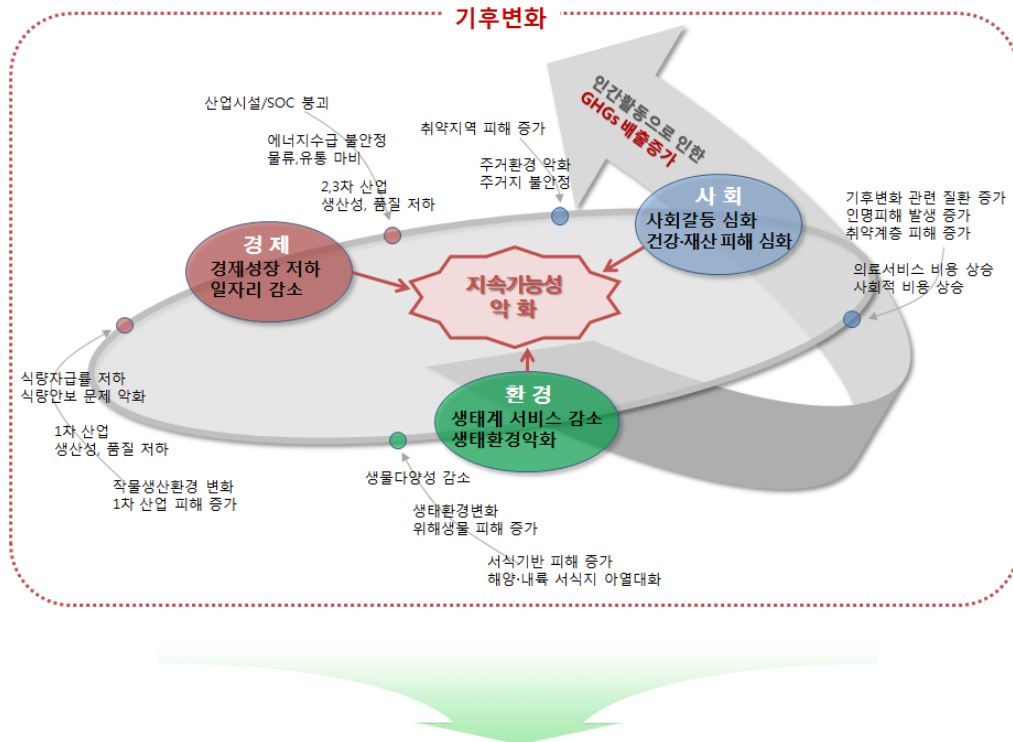 기후변화
인간활동으로 인한
GHGs 배출증가
산업시설/SOC 붕괴
에너지수급 불안정
물류,유통 마비
2,3차 산업
생산성, 품질 저하
취약지역 피해 증가
주거환경 악화
주거지 불안정
사 회
사회갈등 심화
건강·재산 피해 심화
기후변화 관련 질환 증가
인명피해 발생 증가
취약계층 피해 증가
의료서비스 비용 상승
사회적 비용 상승
경 제
경제성장 저하
일자리 감소
지속가능성
악 화
식량자급률 저하
식량안보 문제 악화
1차 산업
생산성, 품질 저하
작물생산환경 변화
1차 산업 피해 증가
환 경
생태계 서비스 감소
생태환경악화
생물다양성 감소
생태환경변화
위해생물 피해 증가
서식기반 피해 증가
해양·내륙 서식지 아열대화